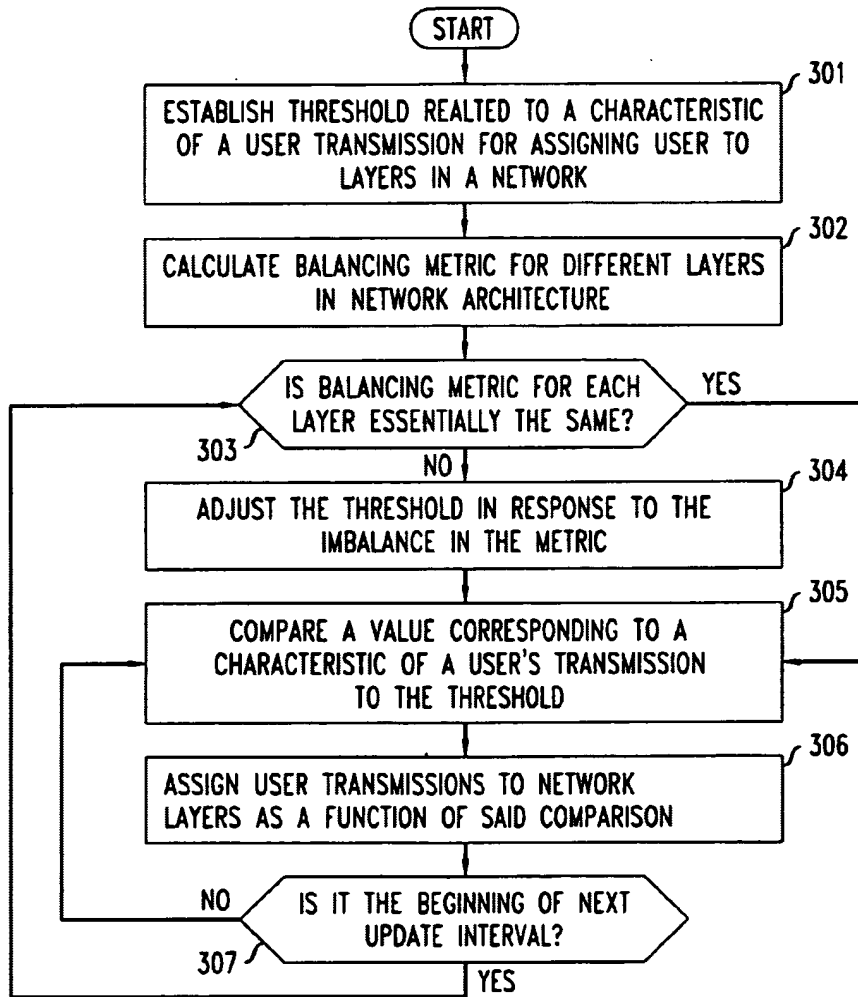 START
301
ESTABLISH THRESHOLD REALTED TO A CHARACTERISTIC
OF A USER TRANSMISSION FOR ASSIGNING USER TO
LAYERS IN A NETWORK
302
CALCULATE BALANCING METRIC FOR DIFFERENT LAYERS
IN NETWORK ARCHITECTURE
IS BALANCING METRIC FOR EACH
LAYER ESSENTIALLY THE SAME?
YES
303
NO
304
ADJUST THE THRESHOLD IN RESPONSE TO THE
IMBALANCE IN THE METRIC
305
COMPARE A VALUE CORRESPONDING TO A
CHARACTERISTIC OF A USER'S TRANSMISSION
TO THE THRESHOLD
306
ASSIGN USER TRANSMISSIONS TO NETWORK
LAYERS AS A FUNCTION OF SAID COMPARISON
NO
IS IT THE BEGINNING OF NEXT
UPDATE INTERVAL?
307
YES